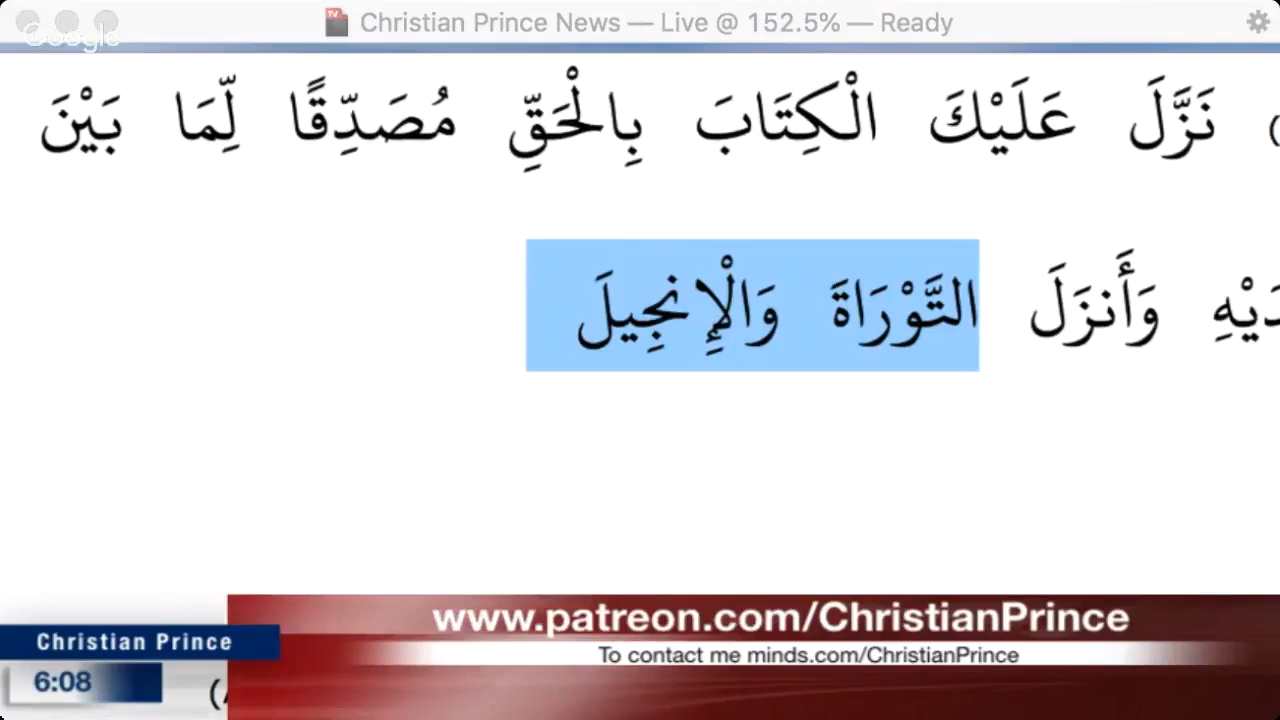 Christian Prince News — Live @ 152.5% — Ready
Google
نَزَّلَ عَلَيْكَ الْكِتَابَ بِالْحَقِّ مُصَدِّقًا لِّمَا بَيْنَ
وَأَنزَلَ التَّوْرَاةَ وَالْإِنجِيلَ
www.patreon.com/ChristianPrince
To contact me minds.com/ChristianPrince
Christian Prince
6:08